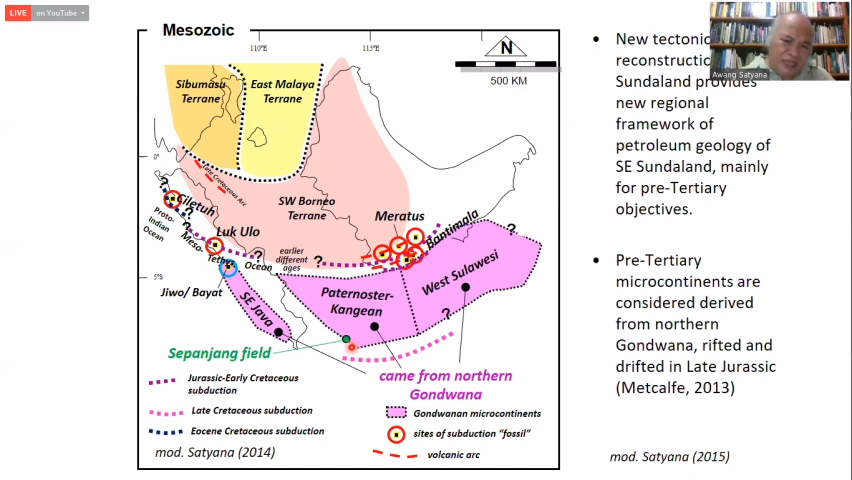 LIVE on YouTube
Mesozoic
110°E
115°E
N
500 KM
Sibumasu
Terrane
East Malaya
Terrane
0°
Late Cretaceous Arc
SW Borneo
Terrane
?
Ciletuh
?
Proto-
Indian
Ocean
?
Meso-
Tethys
Ocean
Luk Ulo
?
earlier
different
ages
?
Meratus
Bantimala
?
5°S
Jiwo/ Bayat
SE Java
Paternoster-
Kangean
West Sulawesi
?
Sepanjang field
came from northern
Gondwana
Jurassic-Early Cretaceous
subduction
Late Cretaceous subduction
Eocene Cretaceous subduction
Gondwanan microcontinents
sites of subduction "fossil"
volcanic arc
mod. Satyana (2014)
• New tectonic
reconstructio
Sundaland provides
new regional
framework of
petroleum geology of
SE Sundaland, mainly
for pre-Tertiary
objectives.
• Pre-Tertiary
microcontinents are
considered derived
from northern
Gondwana, rifted and
drifted in Late Jurassic
(Metcalfe, 2013)
mod. Satyana (2015)
Awang Satyana